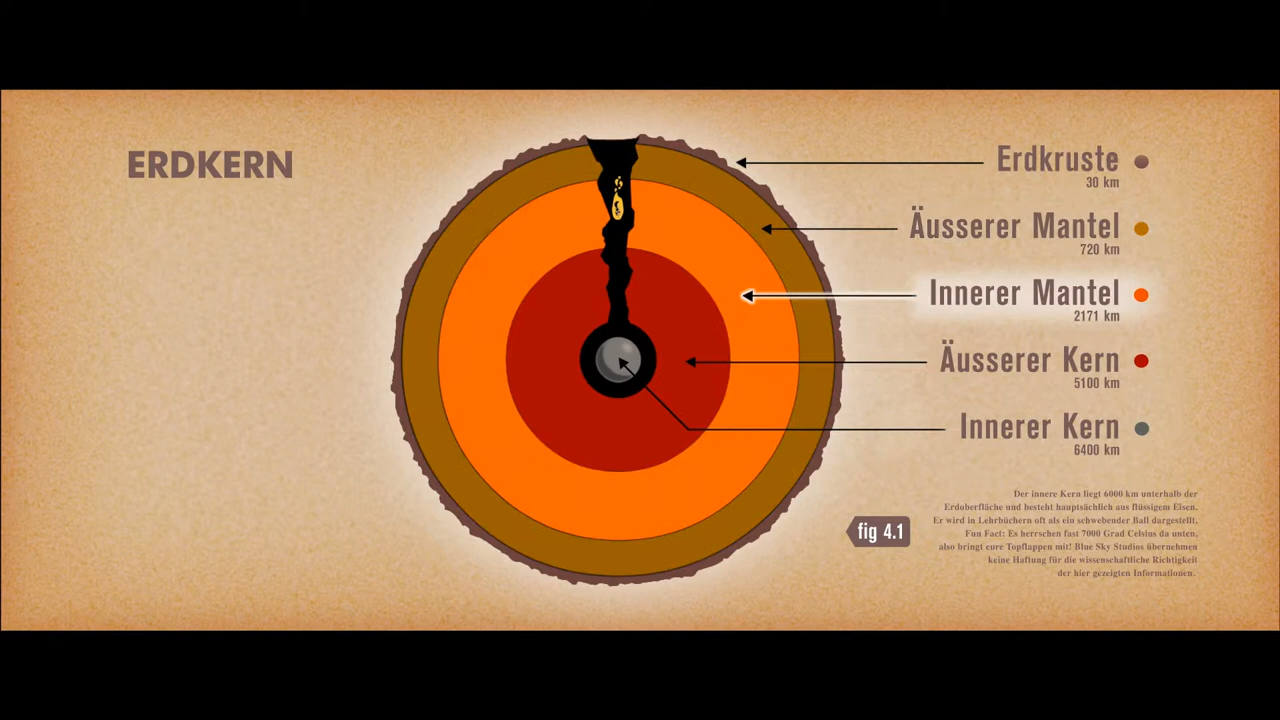 ERDKERN
Erdkruste
30 km
Äusserer Mantel
720 km
Innerer Mantel
2171 km
Äusserer Kern
5100 km
Innerer Kern
6400 km
fig 4.1
Der innere Kern liegt 6000 km unterhalb der
Erdoberfläche und besteht hauptsächlich aus flüssigem Eisen.
Er wird in Lehrbüchern oft als ein schwebender Ball dargestellt.
Fun Fact: Es herrschen fast 7000 Grad Celsius da unten,
also bringt eure Topflappen mit! Blue Sky Studios übernehmen
keine Haftung für die wissenschaftliche Richtigkeit
der hier gezeigten Informationen.